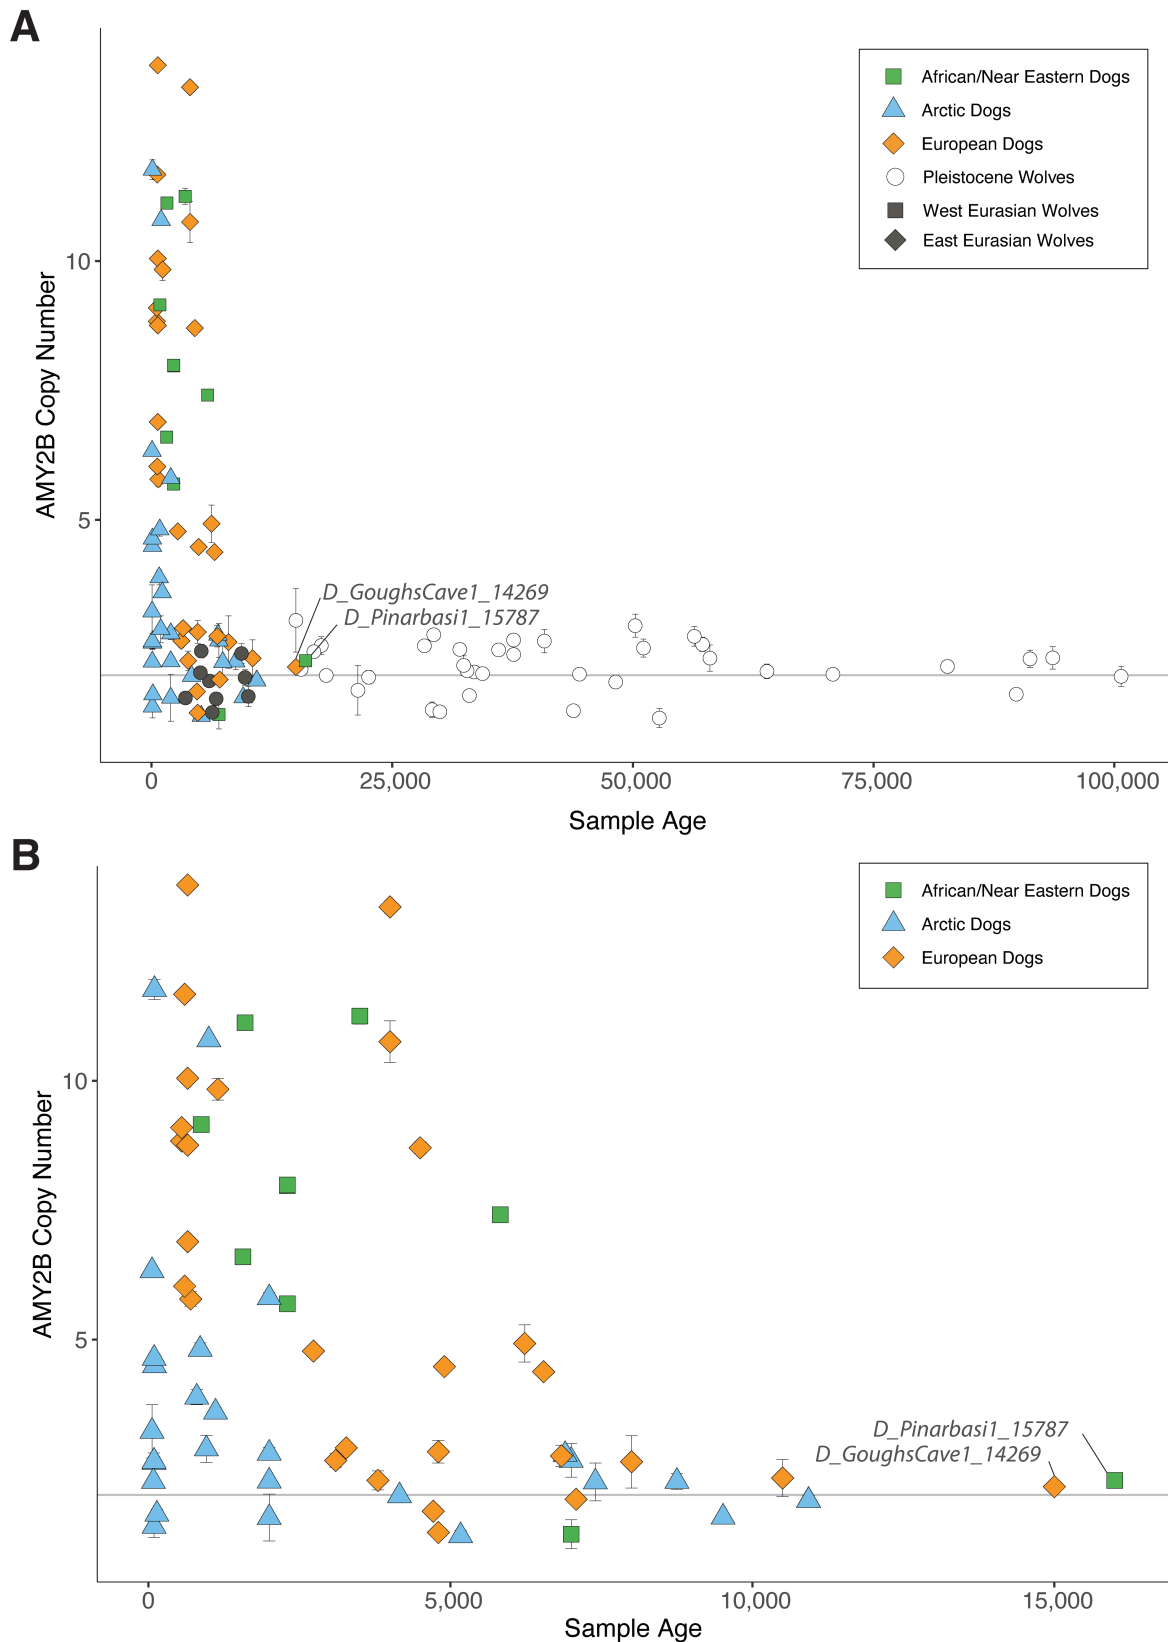 A
African/Near Eastern Dogs
Arctic Dogs
European Dogs
Pleistocene Wolves
West Eurasian Wolves
East Eurasian Wolves
AMY2B Copy Number
10
5
D_GoughsCave1_14269
D_Pinarbasi1_15787
0
25,000
50,000
75,000
100,000
Sample Age
B
African/Near Eastern Dogs
Arctic Dogs
European Dogs
AMY2B Copy Number
10
5
D_Pinarbasi1_15787
D_GoughsCave1_14269
0
5,000
10,000
15,000
Sample Age